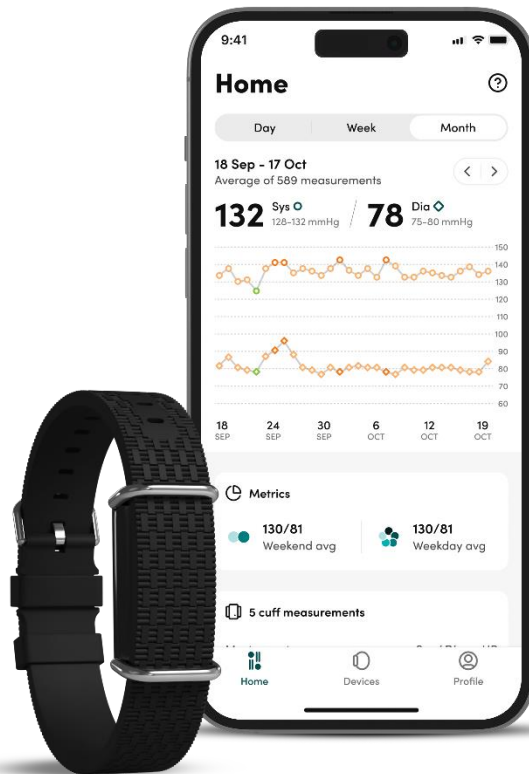 9:41
Home
Day Week Month
18 Sep - 17 Oct
Average of 589 measurements
132 Sys 128-132 mmHg / 78 Dia 75-80 mmHg
150
140
130
120
110
100
90
80
70
60
18 SEP 24 SEP 30 SEP 6 OCT 12 OCT 19 OCT
Metrics
130/81 Weekend avg
130/81 Weekday avg
5 cuff measurements
Home Devices Profile